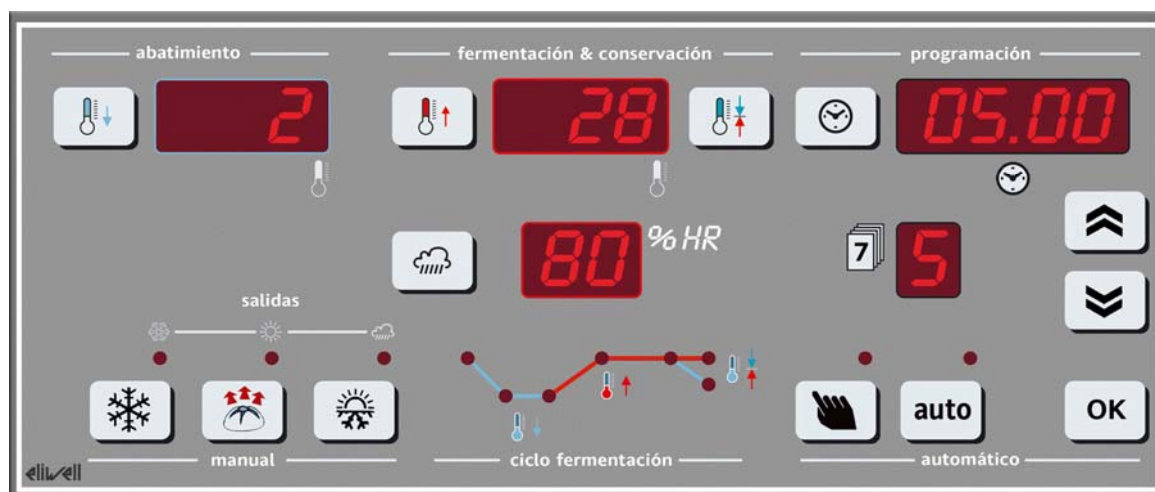 abatimiento
fermentación & conservación
programación
2
28
05.00
80
%HR
7
5
salidas
auto
OK
manual
ciclo fermentación
automático
eliwell